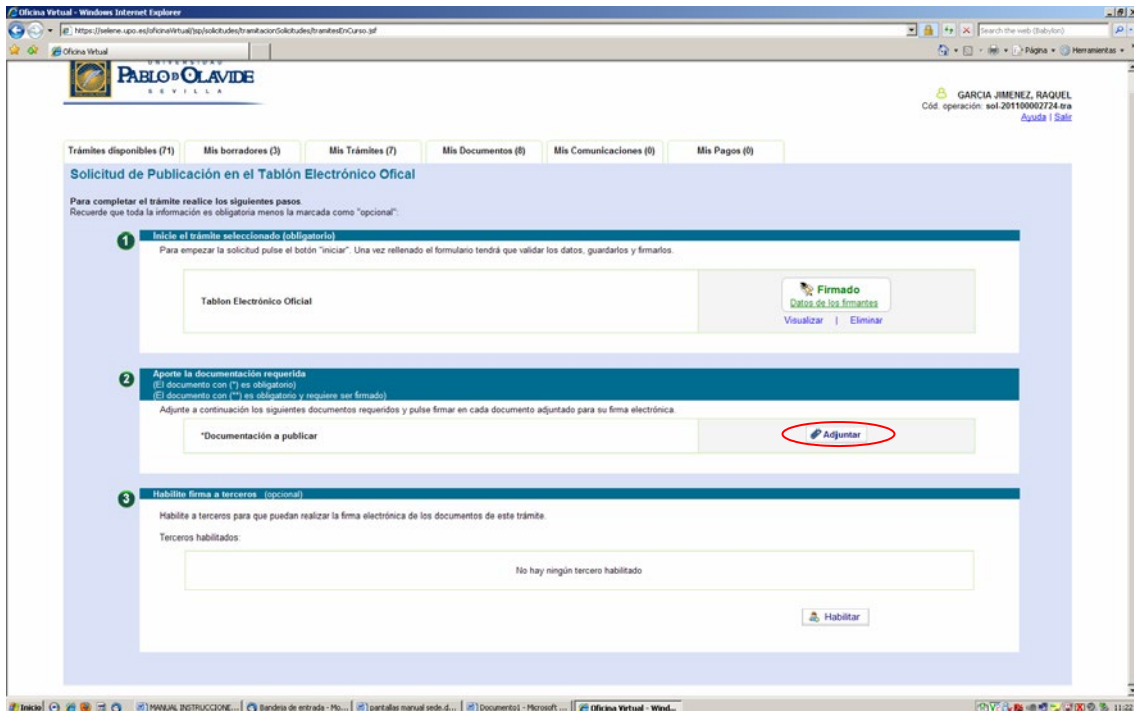 Oficina Virtual - Windows Internet Explorer
https://selene.upo.es/oficinaVirtual/jsp/solicitudes/tramitacionSolicitudes/tramitesEnCurso.jsf
Search the web (Babylon)
Oficina Virtual
Página
Herramientas
UNIVERSIDAD
PABLO DE OLAVIDE
SEVILLA
GARCIA JIMENEZ, RAQUEL
Cód. operación: sol-201100002724-tra
Ayuda | Salir
Trámites disponibles (71) Mis borradores (3) Mis Trámites (7) Mis Documentos (8) Mis Comunicaciones (0) Mis Pagos (0)
Solicitud de Publicación en el Tablón Electrónico Ofical
Para completar el trámite realice los siguientes pasos
Recuerde que toda la información es obligatoria menos la marcada como "opcional":
1 Inicie el trámite seleccionado (obligatorio)
Para empezar la solicitud pulse el botón "iniciar". Una vez rellenado el formulario tendrá que validar los datos, guardarlos y firmarlos.
Tablon Electrónico Oficial
Firmado
Datos de los firmantes
Visualizar | Eliminar
2 Aporte la documentación requerida
(El documento con (*) es obligatorio)
(El documento con (**) es obligatorio y requiere ser firmado)
Adjunte a continuación los siguientes documentos requeridos y pulse firmar en cada documento adjuntado para su firma electrónica.
*Documentación a publicar
Adjuntar
3 Habilite firma a terceros (opcional)
Habilite a terceros para que puedan realizar la firma electrónica de los documentos de este trámite.
Terceros habilitados:
No hay ningún tercero habilitado
Habilitar
Inicio MANUAL INSTRUCCIONE... Bandeja de entrada - Mo... pantallas manual sede.d... Documento1 - Microsoft ... Oficina Virtual - Wind... 11:22